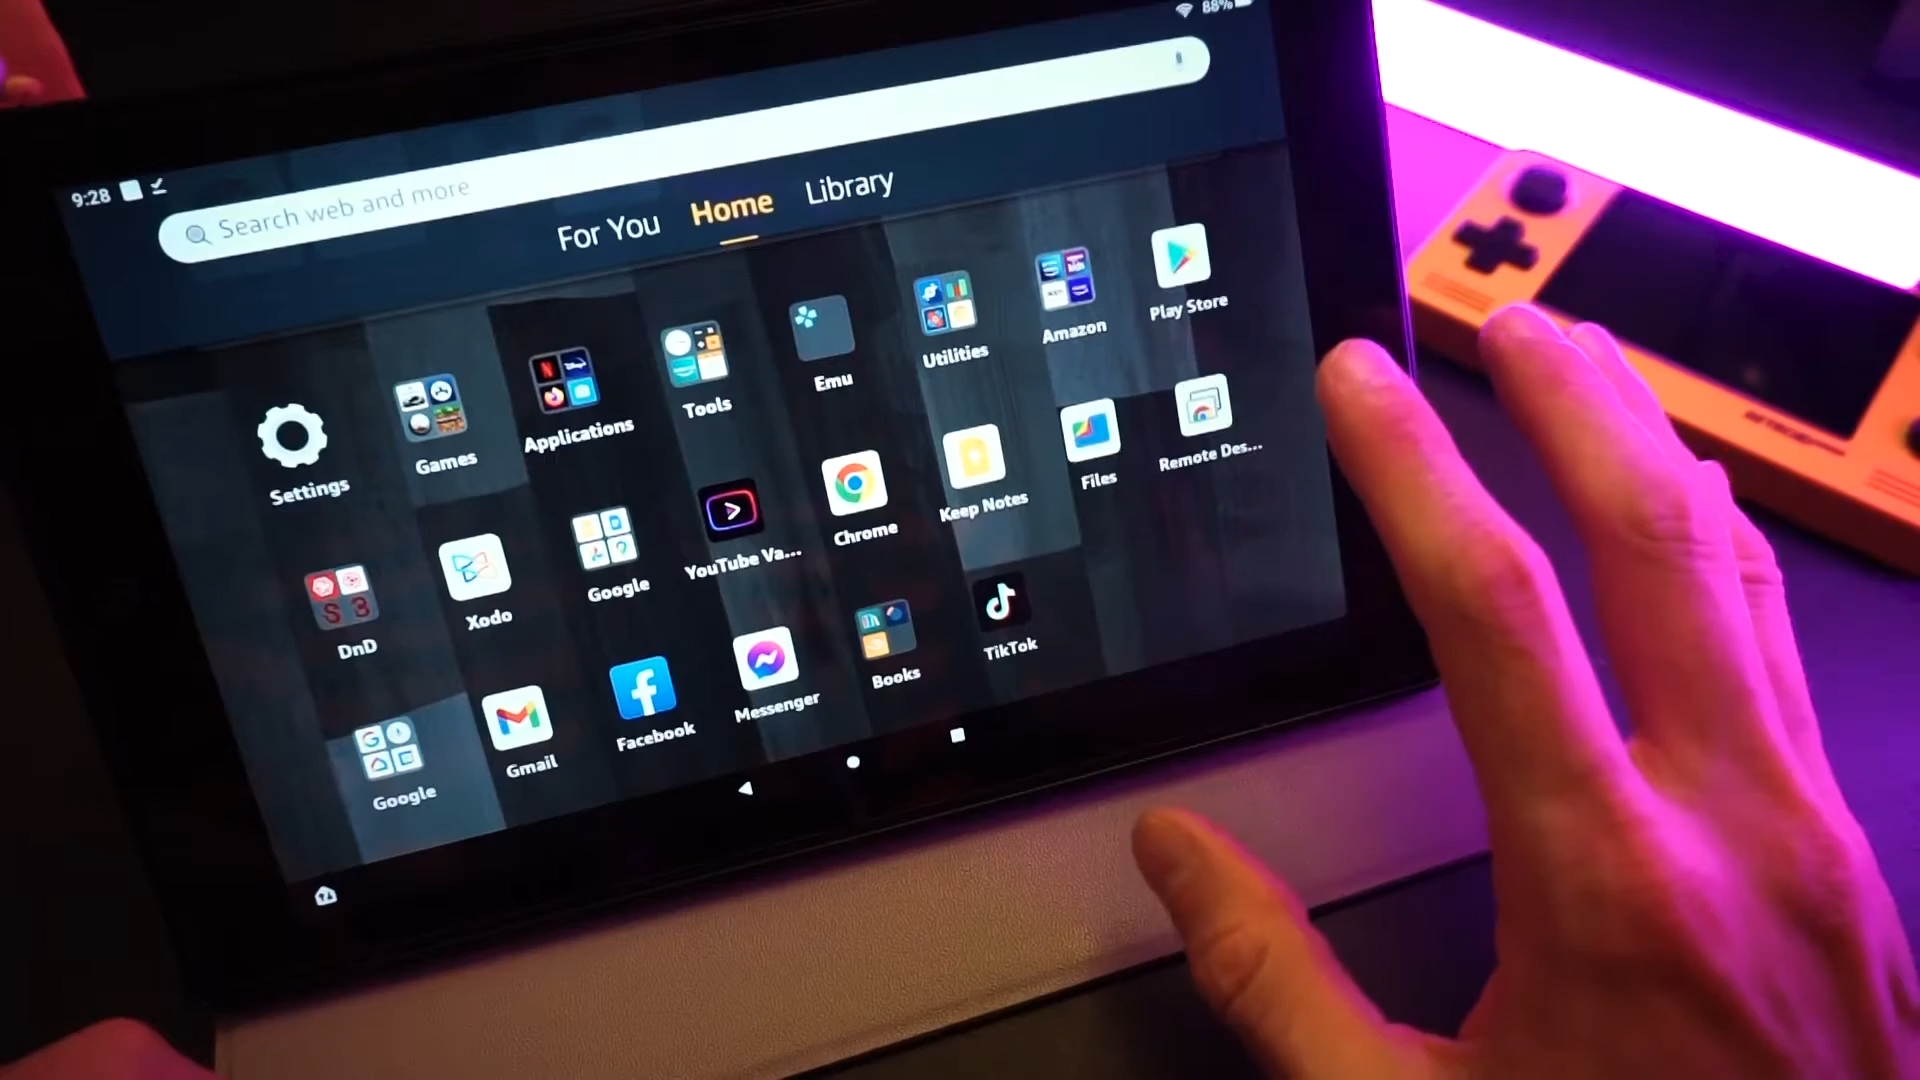 9:28
88%
Search web and more
For You
Home
Library
Settings
Games
Applications
Tools
Emu
Utilities
Amazon
Play Store
DnD
Xodo
Google
YouTube Va...
Chrome
Keep Notes
Files
Remote Des...
Google
Gmail
Facebook
Messenger
Books
TikTok